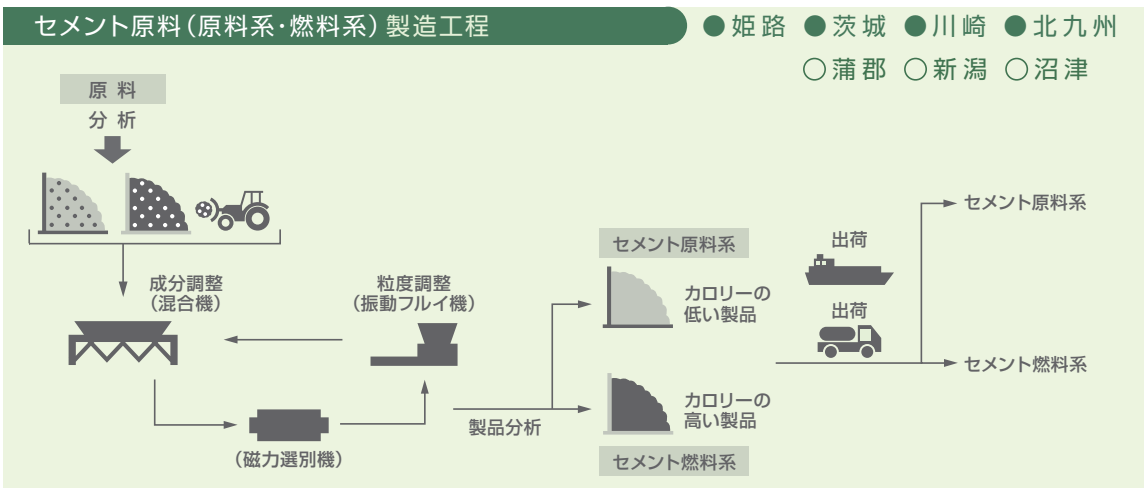 セメント原料（原料系・燃料系）製造工程
●姫路 ●茨城 ●川崎 ●北九州
○蒲郡 ○新潟 ○沼津
原料
分析
成分調整
（混合機）
粒度調整
（振動フルイ機）
（磁力選別機）
製品分析
セメント原料系
カロリーの
低い製品
カロリーの
高い製品
セメント燃料系
出荷
出荷
セメント原料系
セメント燃料系